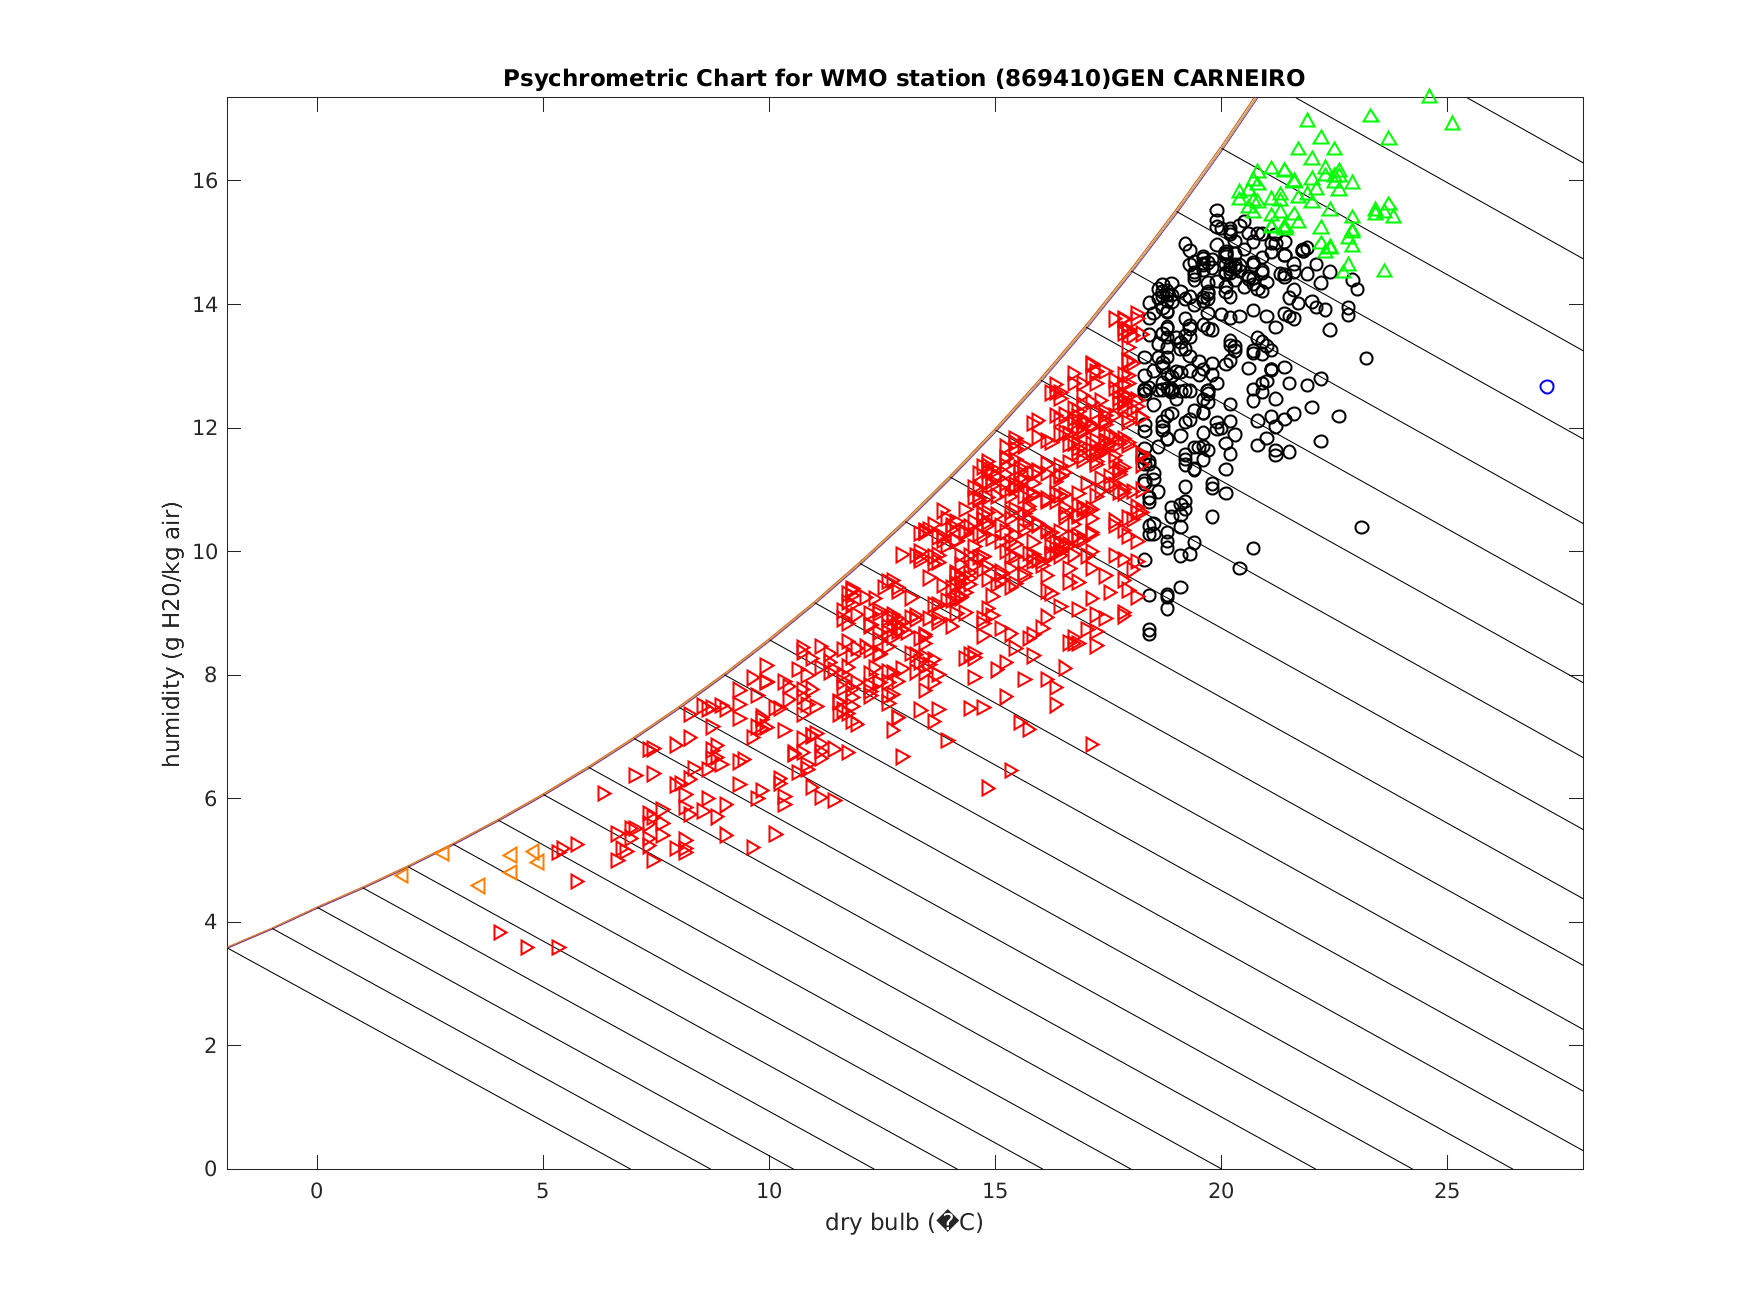 Psychrometric Chart for WMO station (869410)GEN CARNEIRO
16
14
12
10
8
6
4
2
0
humidity (g H20/kg air)
0 5 10 15 20 25
dry bulb (�C)